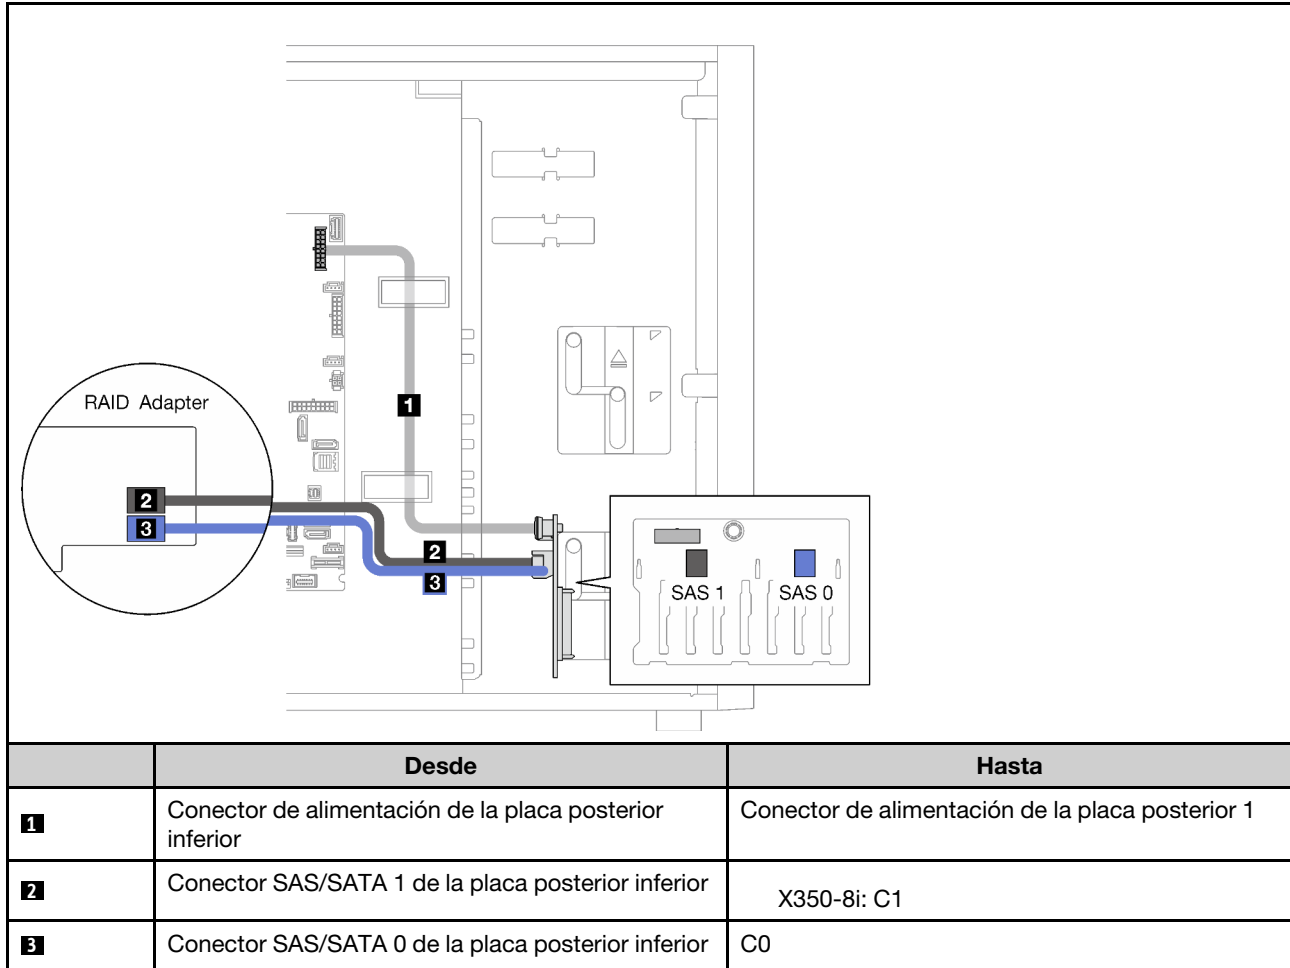 RAID Adapter
1
2
3
2
3
SAS 1
SAS 0
Desde
Hasta
1
Conector de alimentación de la placa posterior
inferior
Conector de alimentación de la placa posterior 1
2
Conector SAS/SATA 1 de la placa posterior inferior
X350-8i: C1
3
Conector SAS/SATA 0 de la placa posterior inferior
C0